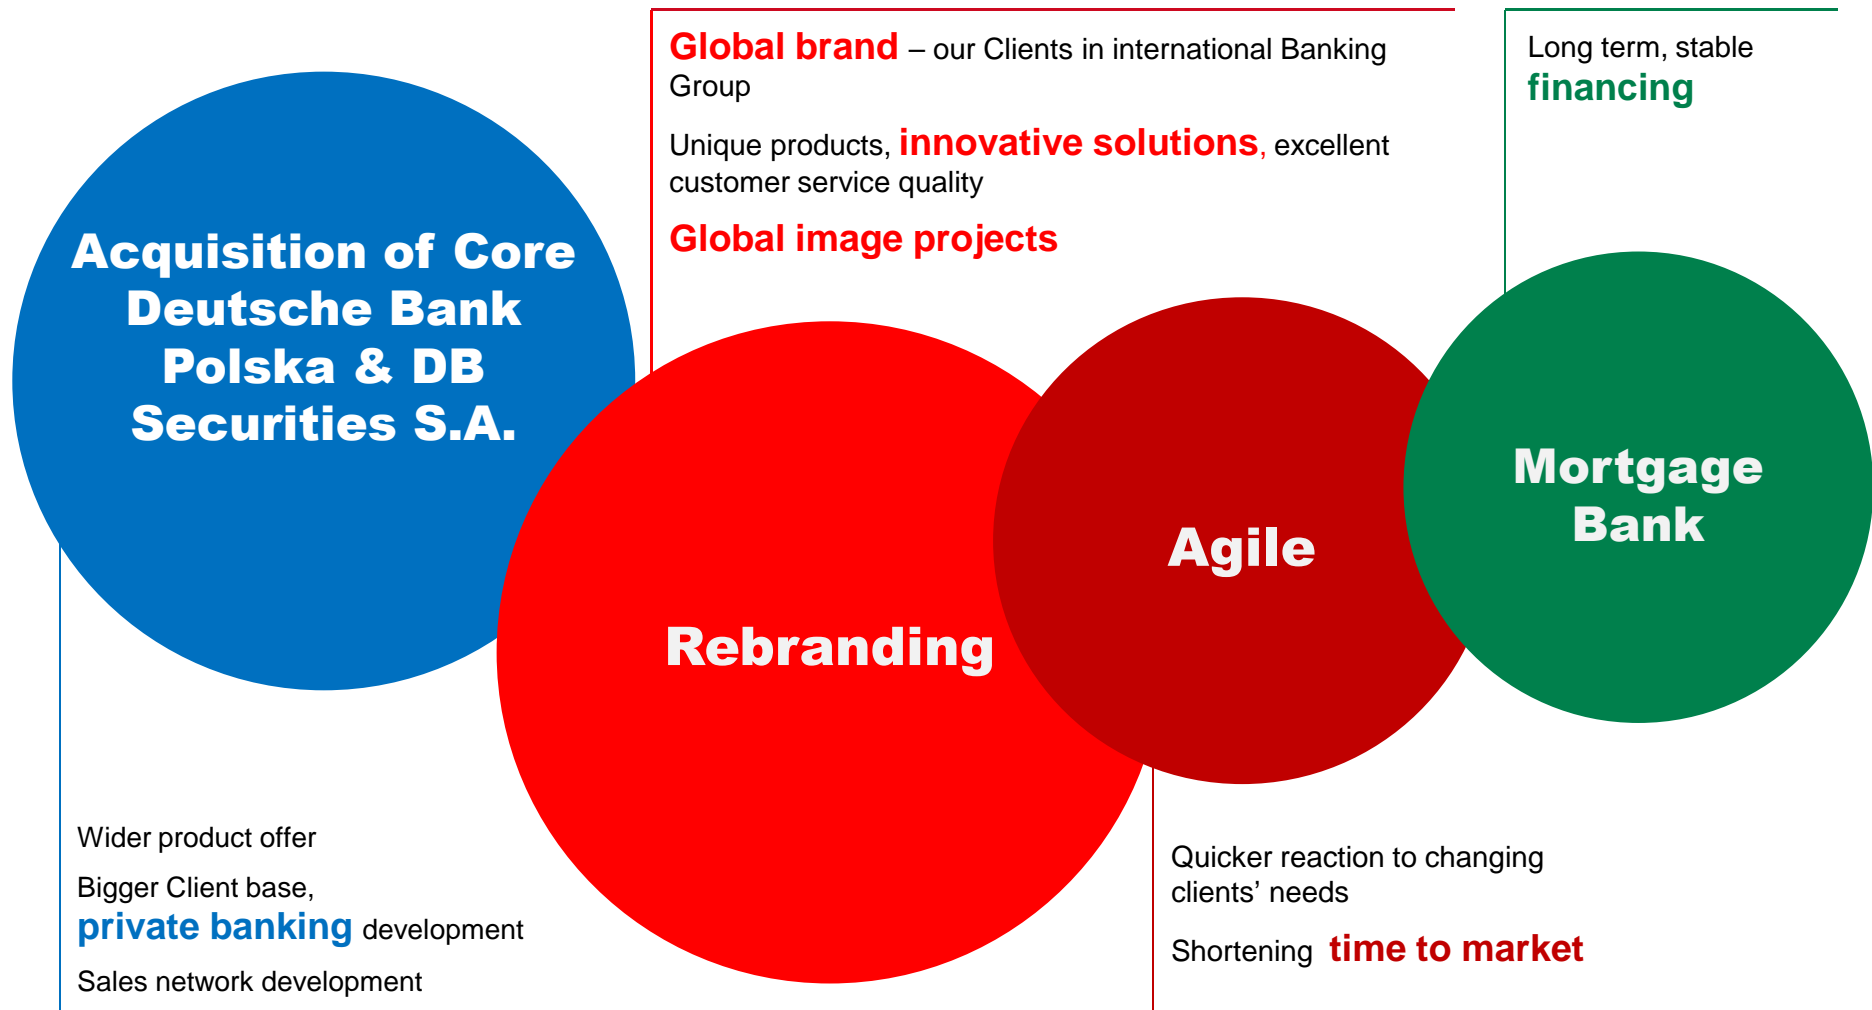 Global brand – our Clients in international Banking
Group
Unique products, innovative solutions, excellent
customer service quality
Global image projects
Long term, stable
financing
Acquisition of Core
Deutsche Bank
Polska & DB
Securities S.A.
Rebranding
Agile
Mortgage
Bank
Wider product offer
Bigger Client base,
private banking development
Sales network development
Quicker reaction to changing
clients’ needs
Shortening time to market